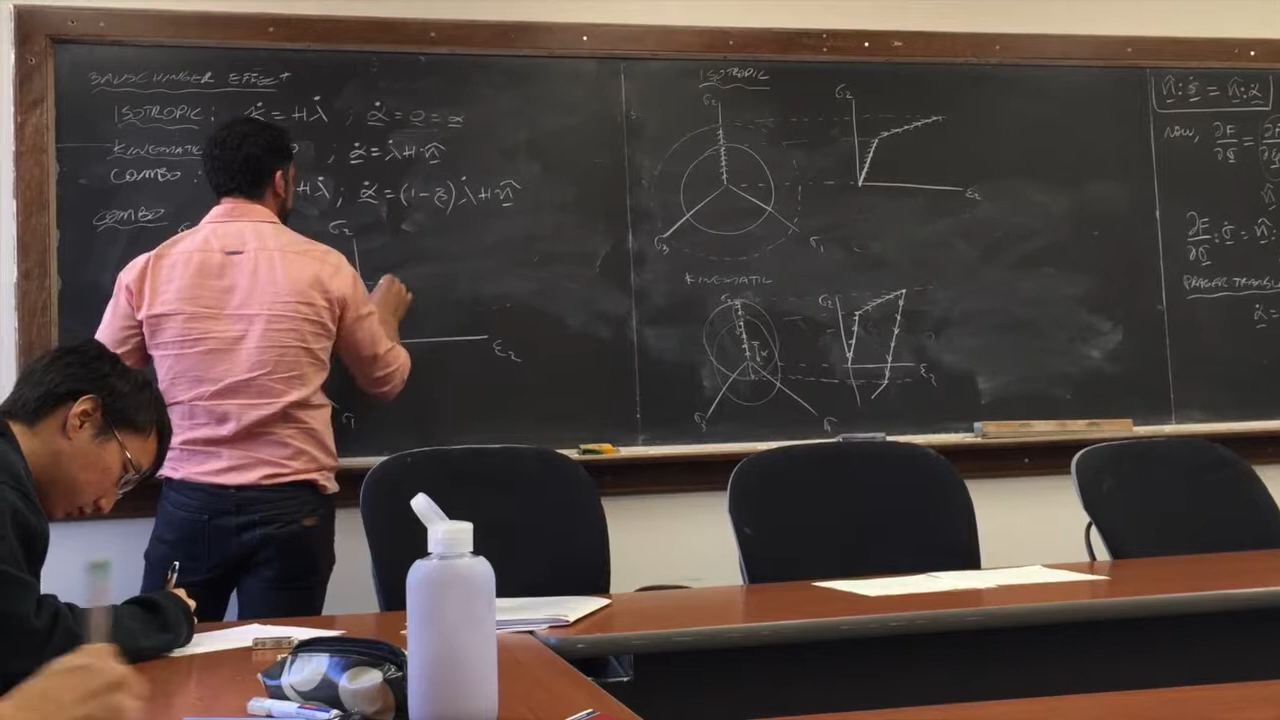 BAUSCHINGER EFFECT
ISOTROPIC: κ̇ = Hλ̇ ; α̇ = 0 = α
KINEMATIC ; α̇ = λ̇Hn̂
COMBO : Hλ̇ ; α̇ = (1-β)λ̇Hn̂
COMBO
σ2
ε2
σ1
ISOTROPIC
σ2
σ3
σ1
σ2
ε2
KINEMATIC
σ2
α
σ3
σ1
σ2
ε2
n̂:σ̇ = n̂:α̇
NOW, ∂F/∂σ =
∂F/∂σ : σ̇ = n̂:
PRAGER
α̇ =